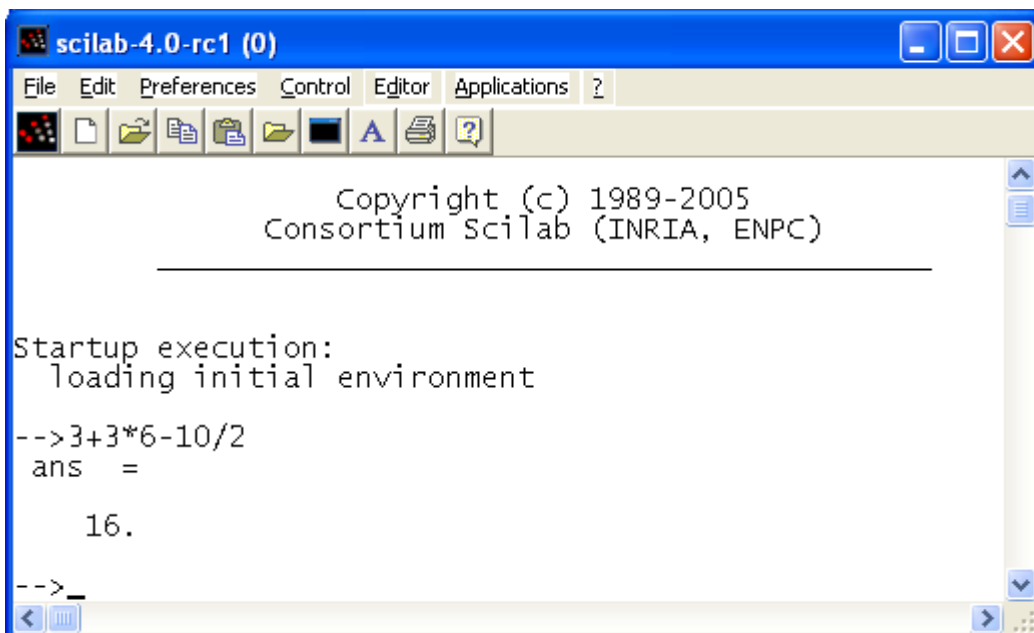 scilab-4.0-rc1 (0)
File Edit Preferences Control Editor Applications ?
A ?
Copyright (c) 1989-2005
Consortium Scilab (INRIA, ENPC)
Startup execution:
loading initial environment
-->3+3*6-10/2
ans =
16.
-->_